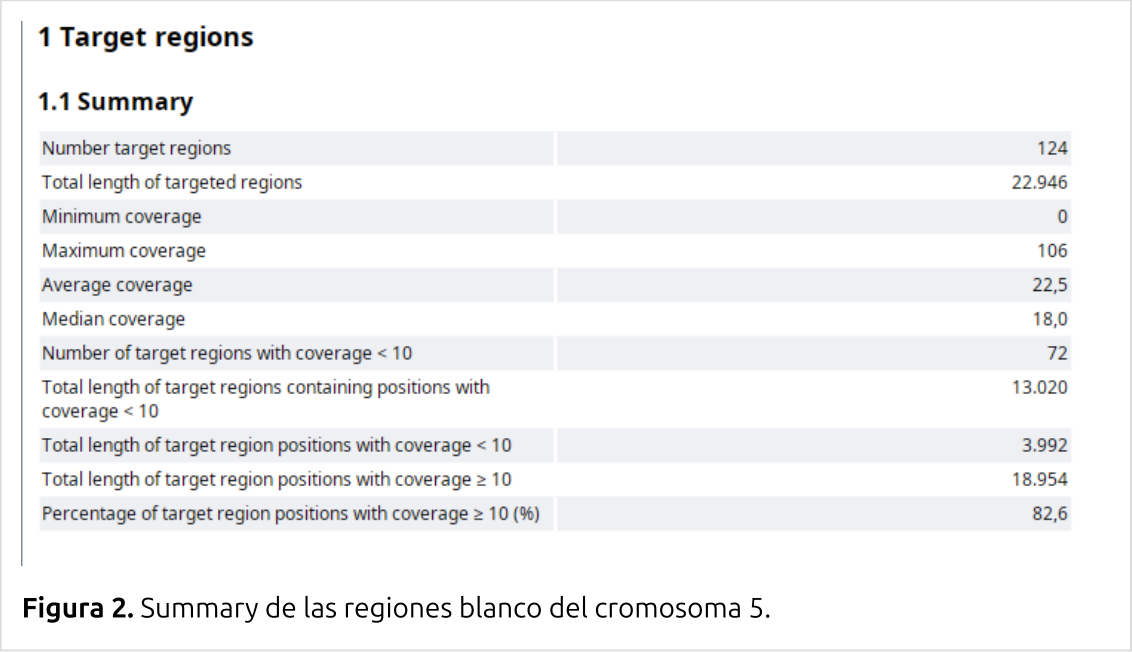 1 Target regions
1.1 Summary
Number target regions 124
Total length of targeted regions 22.946
Minimum coverage 0
Maximum coverage 106
Average coverage 22,5
Median coverage 18,0
Number of target regions with coverage < 10 72
Total length of target regions containing positions with 13.020
coverage < 10
Total length of target region positions with coverage < 10 3.992
Total length of target region positions with coverage ≥ 10 18.954
Percentage of target region positions with coverage ≥ 10 (%) 82,6
Figura 2. Summary de las regiones blanco del cromosoma 5.